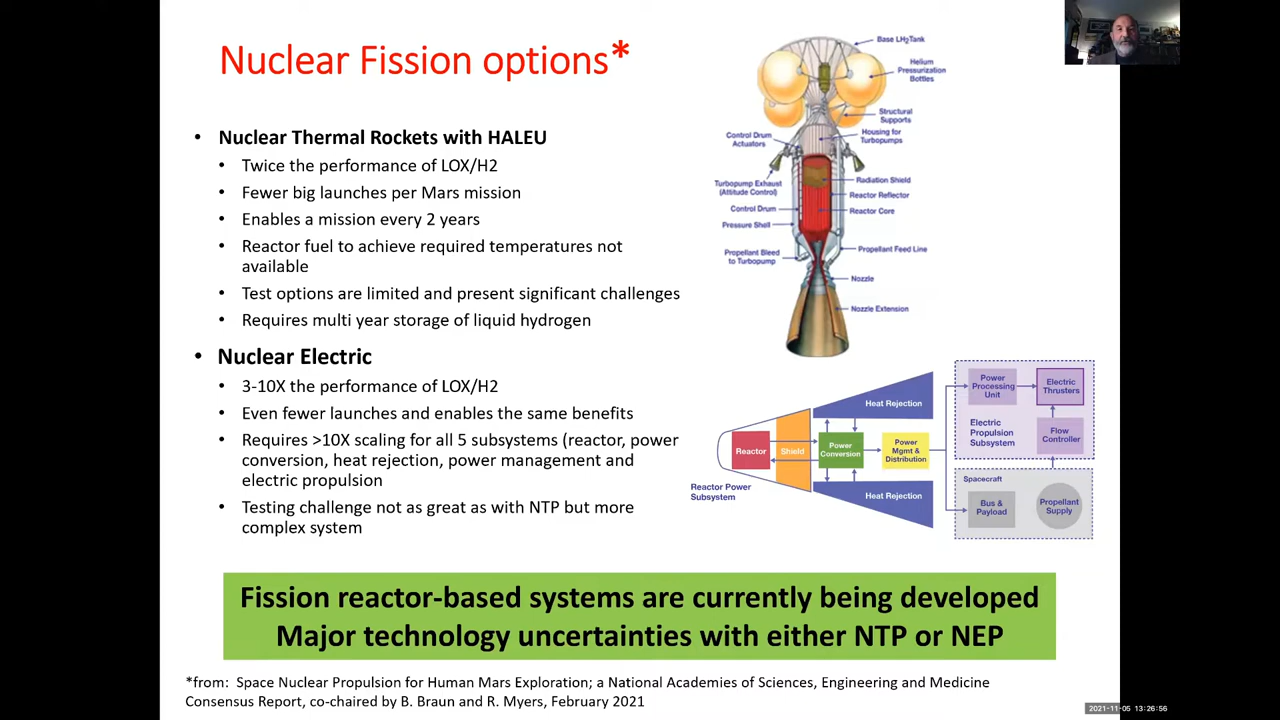 Nuclear Fission options*
• Nuclear Thermal Rockets with HALEU
• Twice the performance of LOX/H2
• Fewer big launches per Mars mission
• Enables a mission every 2 years
• Reactor fuel to achieve required temperatures not
available
• Test options are limited and present significant challenges
• Requires multi year storage of liquid hydrogen
• Nuclear Electric
• 3-10X the performance of LOX/H2
• Even fewer launches and enables the same benefits
• Requires >10X scaling for all 5 subsystems (reactor, power
conversion, heat rejection, power management and
electric propulsion
• Testing challenge not as great as with NTP but more
complex system
Base LH2Tank
Helium
Pressurization
Bottles
Structural
Supports
Control Drum
Actuators
Housing for
Turbopumps
Turbopump Exhaust
(Attitude Control)
Radiation Shield
Reactor Reflector
Control Drum
Reactor Core
Pressure Shell
Propellant Bleed
to Turbopump
Propellant Feed Line
Nozzle
Nozzle Extension
Heat Rejection
Reactor
Shield
Power
Conversion
Power
Mgmt &
Distribution
Heat Rejection
Reactor Power
Subsystem
Power
Processing
Unit
Electric
Thrusters
Electric
Propulsion
Subsystem
Flow
Controller
Spacecraft
Bus &
Payload
Propellant
Supply
Fission reactor-based systems are currently being developed
Major technology uncertainties with either NTP or NEP
*from: Space Nuclear Propulsion for Human Mars Exploration; a National Academies of Sciences, Engineering and Medicine
Consensus Report, co-chaired by B. Braun and R. Myers, February 2021
2021-11-05 13:26:56